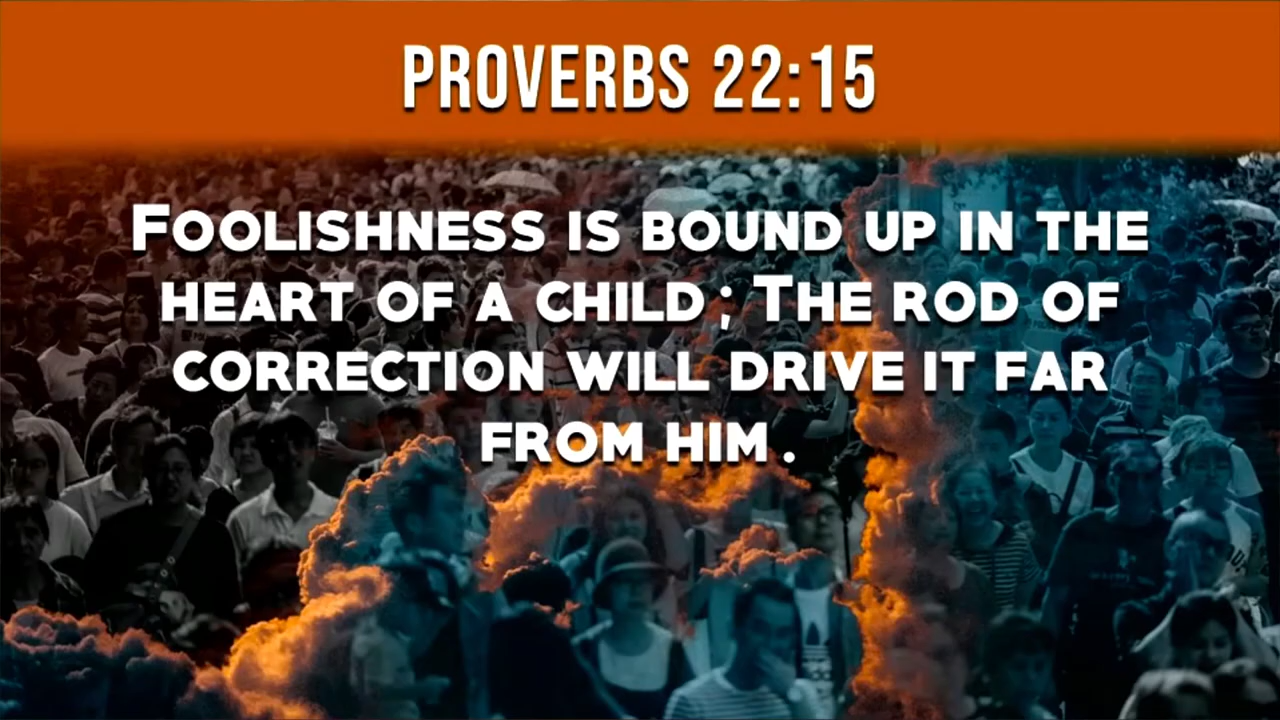 PROVERBS 22:15
FOOLISHNESS IS BOUND UP IN THE
HEART OF A CHILD ; THE ROD OF
CORRECTION WILL DRIVE IT FAR
FROM HIM .